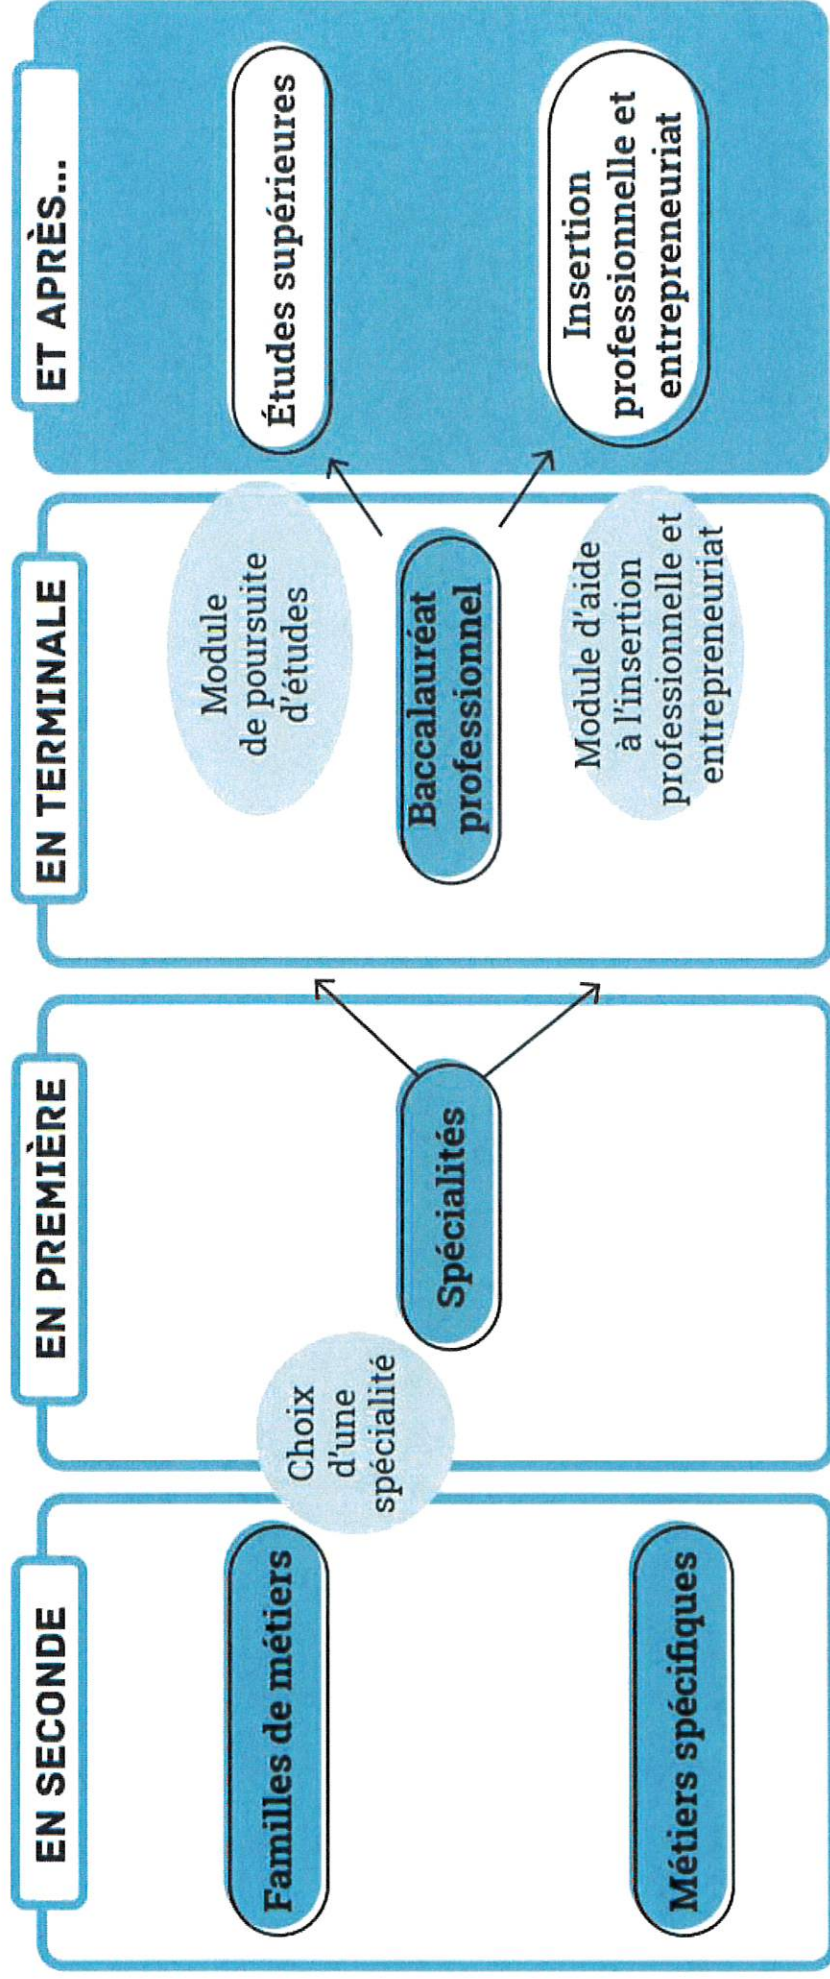 EN SECONDE
Familles de métiers
Métiers spécifiques
Choix
d'une
spécialité
EN PREMIÈRE
Spécialités
EN TERMINALE
Module
de poursuite
d'études
Baccalauréat
professionnel
Module d'aide
à l'insertion
professionnelle et
entrepreneuriat
ET APRÈS...
Études supérieures
Insertion
professionnelle et
entrepreneuriat